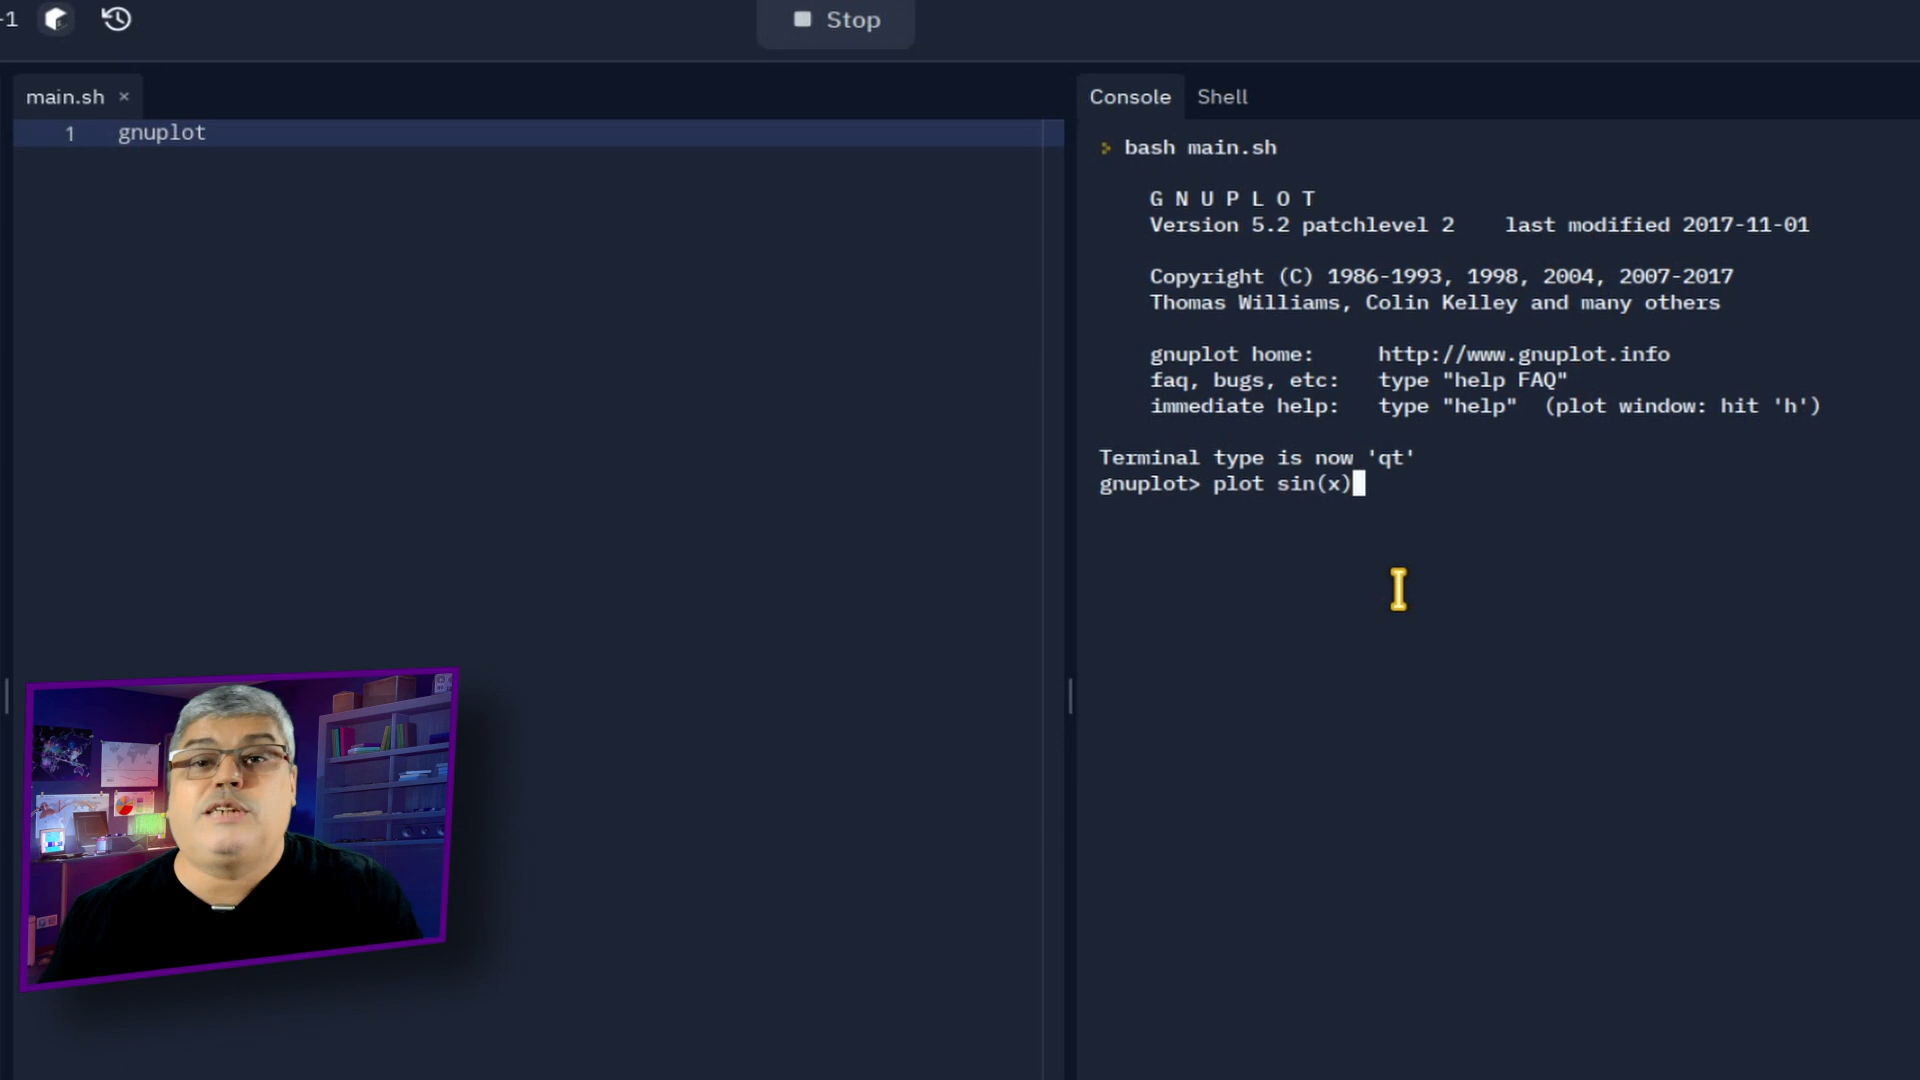 -1
Stop
main.sh ×
1 gnuplot
Console Shell
bash main.sh
G N U P L O T
Version 5.2 patchlevel 2 last modified 2017-11-01
Copyright (C) 1986-1993, 1998, 2004, 2007-2017
Thomas Williams, Colin Kelley and many others
gnuplot home: http://www.gnuplot.info
faq, bugs, etc: type "help FAQ"
immediate help: type "help" (plot window: hit 'h')
Terminal type is now 'qt'
gnuplot> plot sin(x)